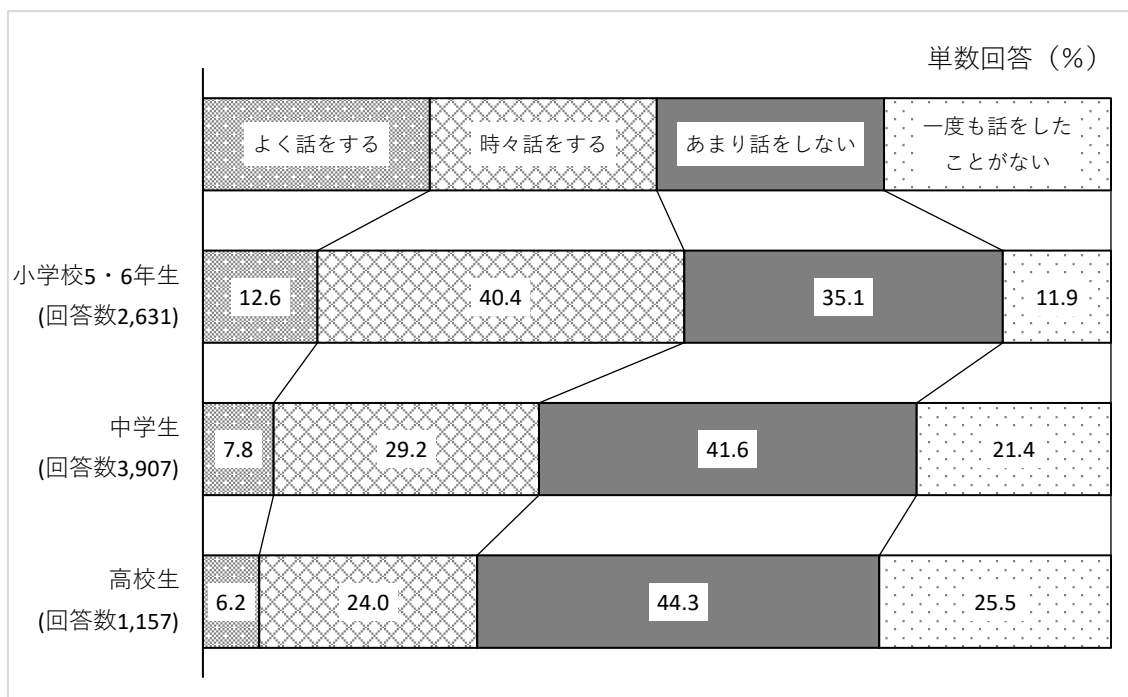 単数回答（%）
よく話をする
時々話をする
あまり話をしない
一度も話をした
ことがない
小学校5・6年生
(回答数2,631)
12.6
40.4
35.1
11.9
中学生
(回答数3,907)
7.8
29.2
41.6
21.4
高校生
(回答数1,157)
6.2
24.0
44.3
25.5